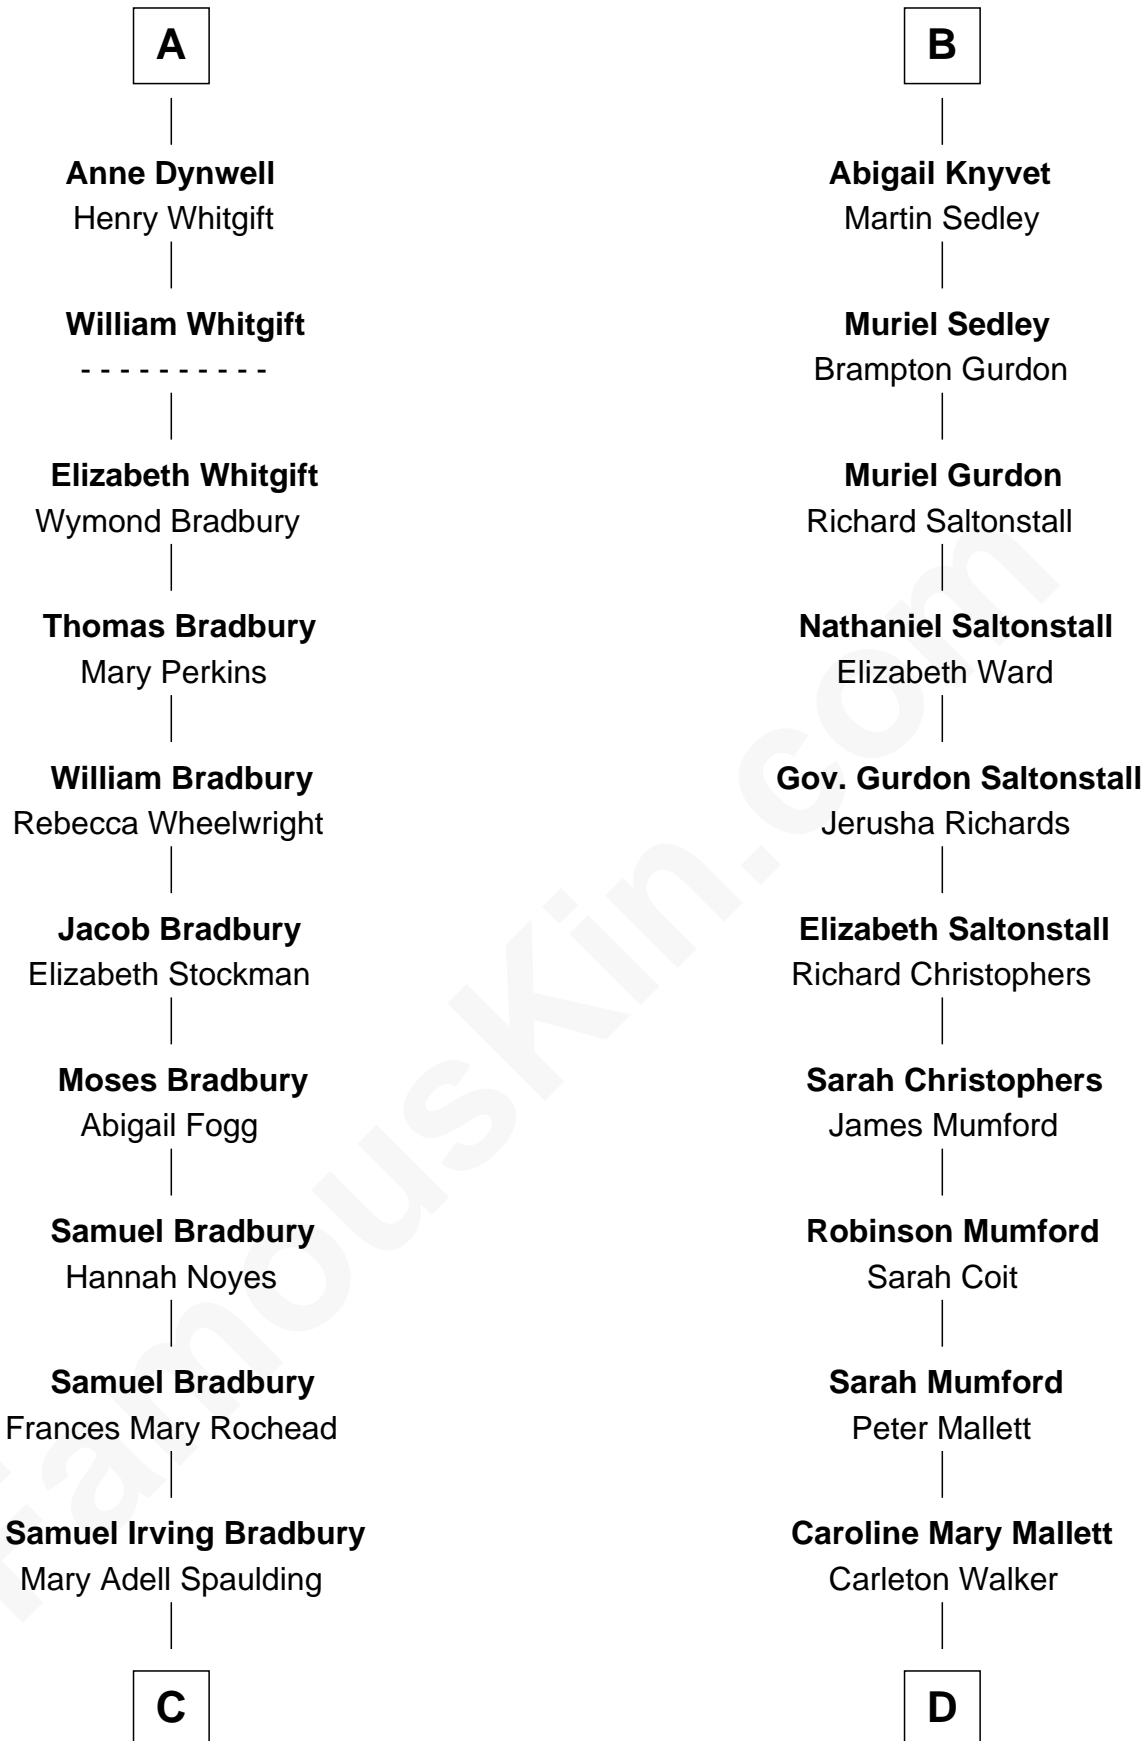 A
Anne Dynwell
Henry Whitgift
William Whitgift
- - - - - - - - - -
Elizabeth Whitgift
Wymond Bradbury
Thomas Bradbury
Mary Perkins
William Bradbury
Rebecca Wheelwright
Jacob Bradbury
Elizabeth Stockman
Moses Bradbury
Abigail Fogg
Samuel Bradbury
Hannah Noyes
Samuel Bradbury
Frances Mary Rochead
Samuel Irving Bradbury
Mary Adell Spaulding
C
B
Abigail Knyvet
Martin Sedley
Muriel Sedley
Brampton Gurdon
Muriel Gurdon
Richard Saltonstall
Nathaniel Saltonstall
Elizabeth Ward
Gov. Gurdon Saltonstall
Jerusha Richards
Elizabeth Saltonstall
Richard Christophers
Sarah Christophers
James Mumford
Robinson Mumford
Sarah Coit
Sarah Mumford
Peter Mallett
Caroline Mary Mallett
Carleton Walker
D
FamousKin.com